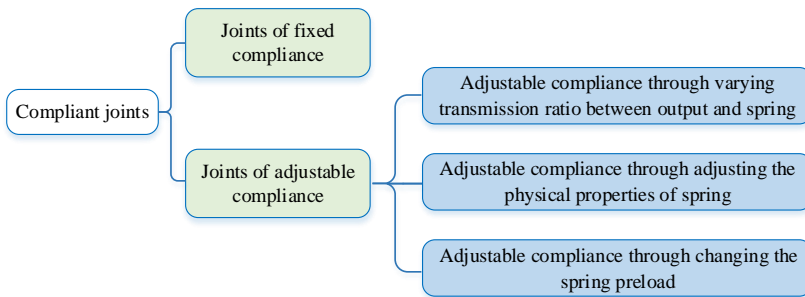 Joints of fixed
compliance
Compliant joints
Joints of adjustable
compliance
Adjustable compliance through varying
transmission ratio between output and spring
Adjustable compliance through adjusting the
physical properties of spring
Adjustable compliance through changing the
spring preload